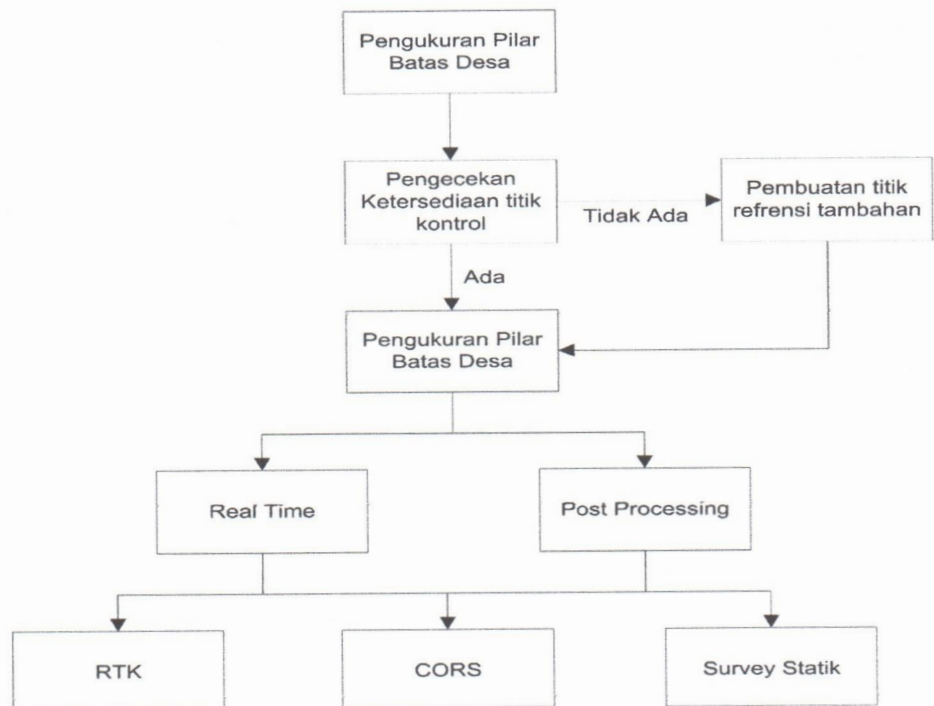 Pengukuran Pilar
Batas Desa
Pengecekan
Ketersediaan titik
kontrol
Tidak Ada
Pembuatan titik
refrensi tambahan
Ada
Pengukuran Pilar
Batas Desa
Real Time
Post Processing
RTK
CORS
Survey Statik